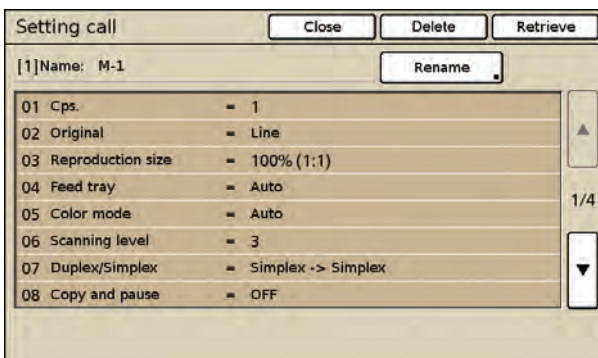 Setting call Close Delete Retrieve
[1]Name: M-1 Rename
01 Cps. = 1
02 Original = Line
03 Reproduction size = 100% (1:1)
04 Feed tray = Auto
1/4
05 Color mode = Auto
06 Scanning level = 3
07 Duplex/Simplex = Simplex -> Simplex
08 Copy and pause = OFF